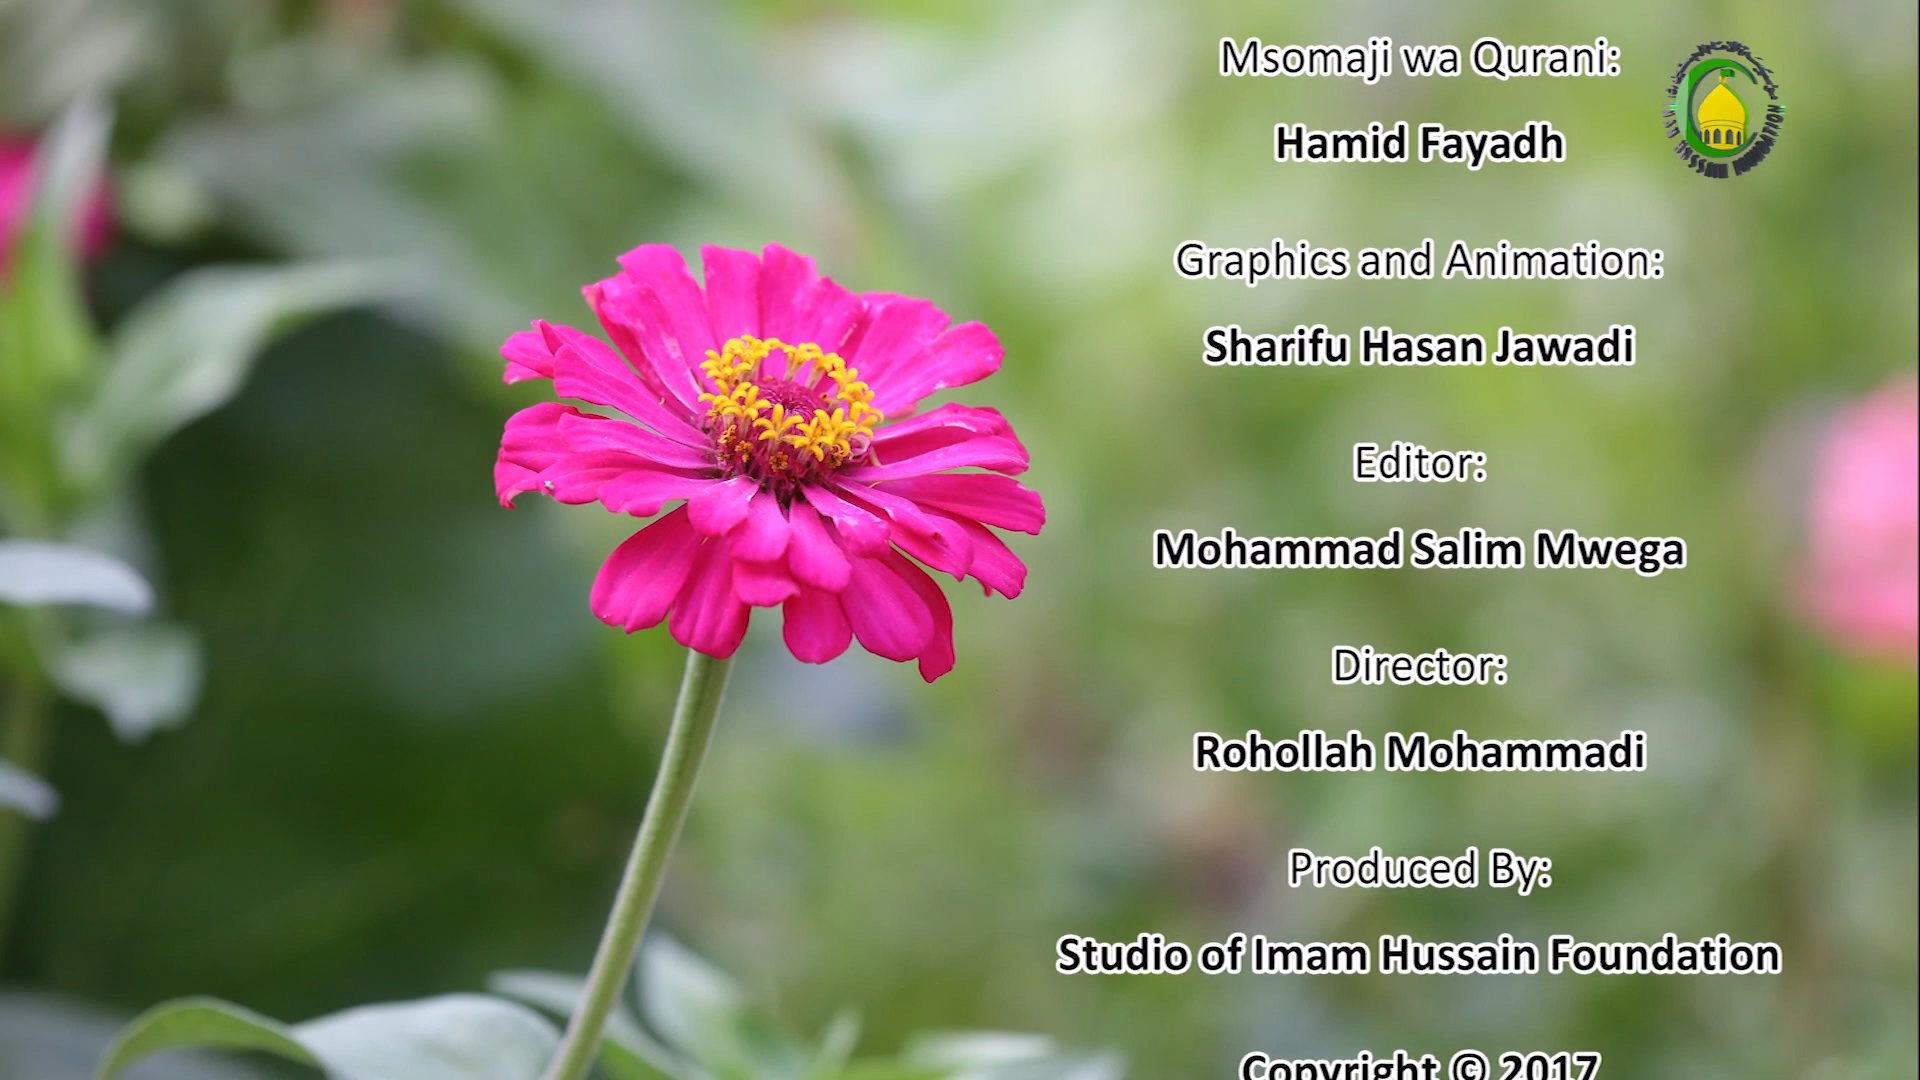 Msomaji wa Qurani:
Hamid Fayadh
Graphics and Animation:
Sharifu Hasan Jawadi
Editor:
Mohammad Salim Mwega
Director:
Rohollah Mohammadi
Produced By:
Studio of Imam Hussain Foundation
Copyright © 2017